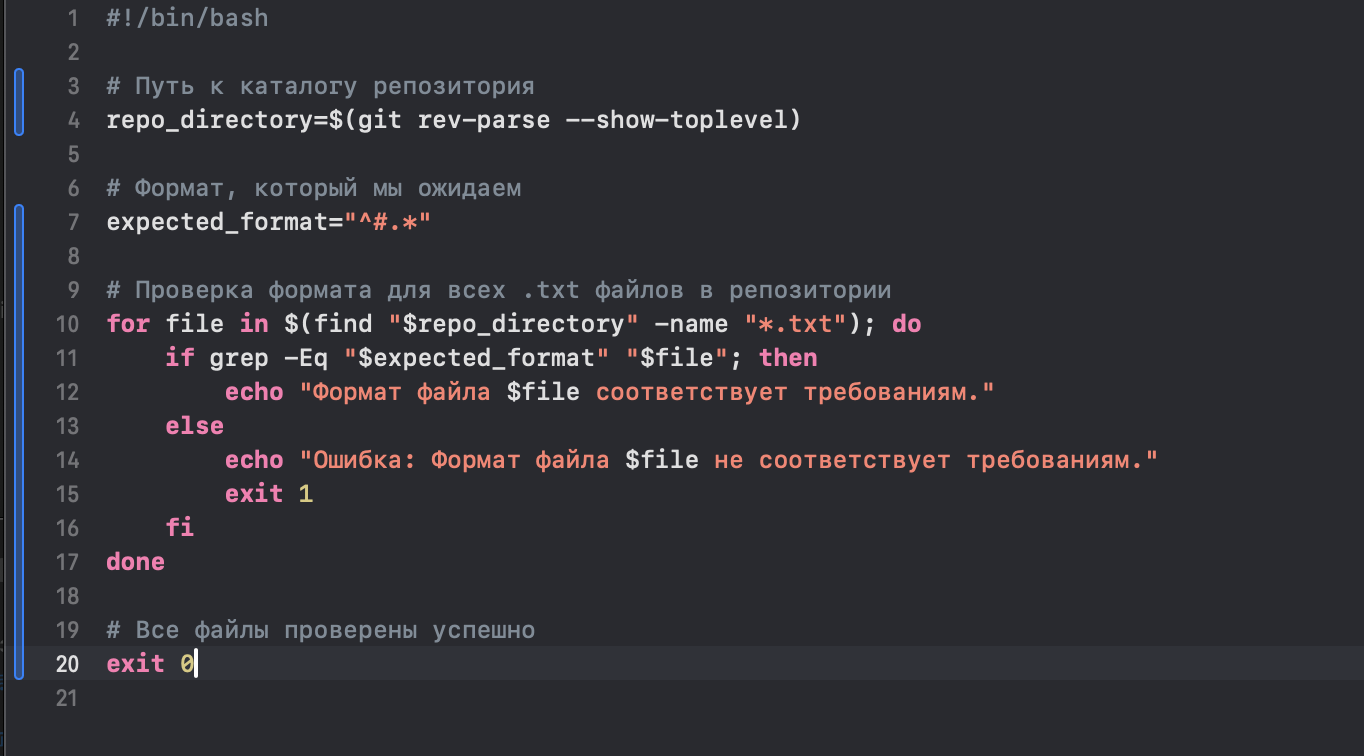 1 #!/bin/bash
2
3 # Путь к каталогу репозитория
4 repo_directory=$(git rev-parse --show-toplevel)
5
6 # Формат, который мы ожидаем
7 expected_format="^#.*"
8
9 # Проверка формата для всех .txt файлов в репозитории
10 for file in $(find "$repo_directory" -name "*.txt"); do
11     if grep -Eq "$expected_format" "$file"; then
12         echo "Формат файла $file соответствует требованиям."
13     else
14         echo "Ошибка: Формат файла $file не соответствует требованиям."
15         exit 1
16     fi
17 done
18
19 # Все файлы проверены успешно
20 exit 0
21